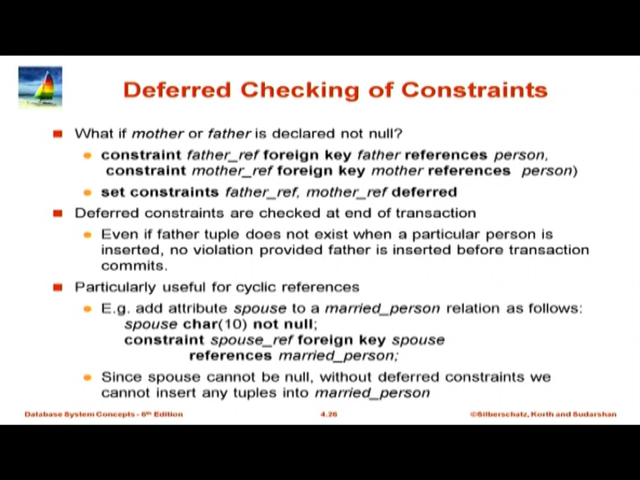 Deferred Checking of Constraints
What if mother or father is declared not null?
constraint father_ref foreign key father references person,
constraint mother_ref foreign key mother references person)
set constraints father_ref, mother_ref deferred
Deferred constraints are checked at end of transaction
Even if father tuple does not exist when a particular person is
inserted, no violation provided father is inserted before transaction
commits.
Particularly useful for cyclic references
E.g. add attribute spouse to a married_person relation as follows:
spouse char(10) not null;
constraint spouse_ref foreign key spouse
references married_person;
Since spouse cannot be null, without deferred constraints we
cannot insert any tuples into married_person
Database System Concepts - 6th Edition
4.26
©Silberschatz, Korth and Sudarshan